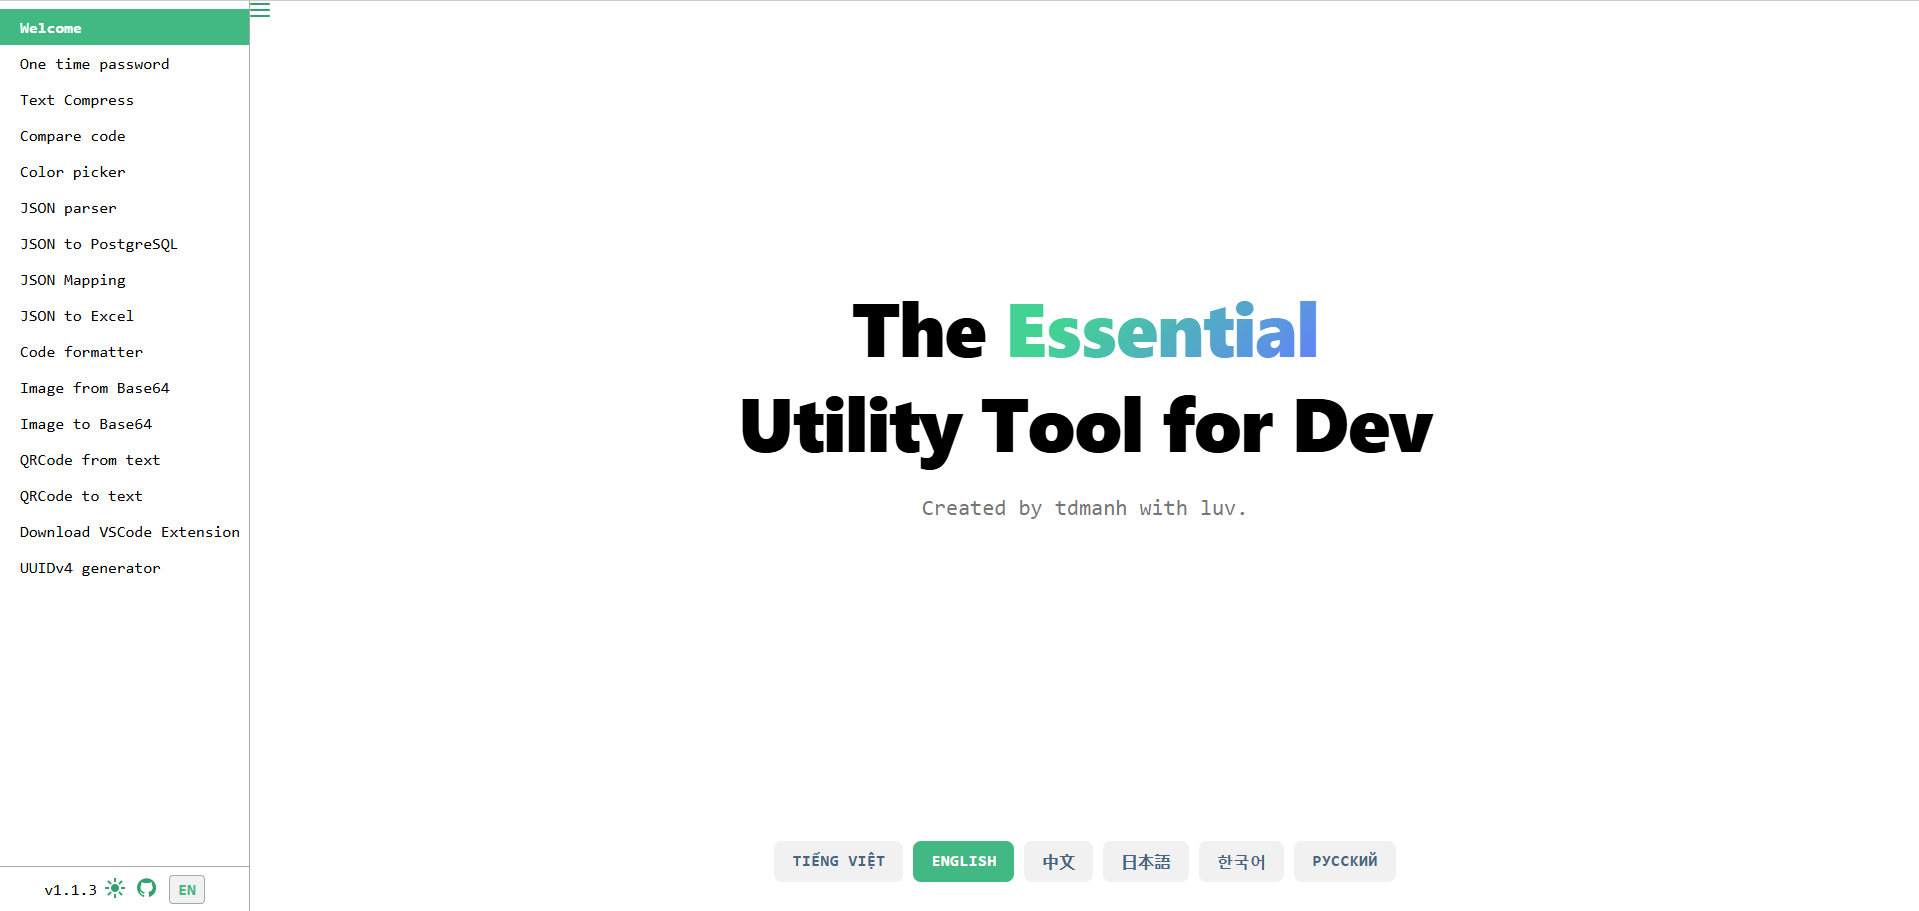 Welcome
One time password
Text Compress
Compare code
Color picker
JSON parser
JSON to PostgreSQL
JSON Mapping
JSON to Excel
Code formatter
Image from Base64
Image to Base64
QRCode from text
QRCode to text
Download VSCode Extension
UUIDv4 generator
v1.1.3 EN
The Essential
Utility Tool for Dev
Created by tdmanh with luv.
TIẾNG VIỆT ENGLISH 中文 日本語 한국어 РУССКИЙ